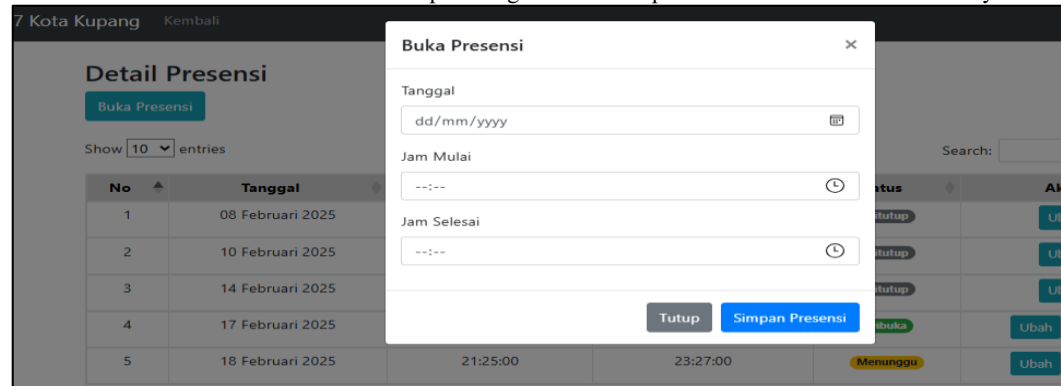 7 Kota Kupang Kembali
Buka Presensi ×
Detail Presensi
Tanggal
Buka Presensi
dd/mm/yyyy
Show 10 entries
Jam Mulai
Search:
--:--
No Tanggal
1 08 Februari 2025
Jam Selesai
2 10 Februari 2025
--:--
3 14 Februari 2025
Tutup Simpan Presensi
4 17 Februari 2025 Ubah
5 18 Februari 2025 21:25:00 23:27:00 Menunggu Ubah